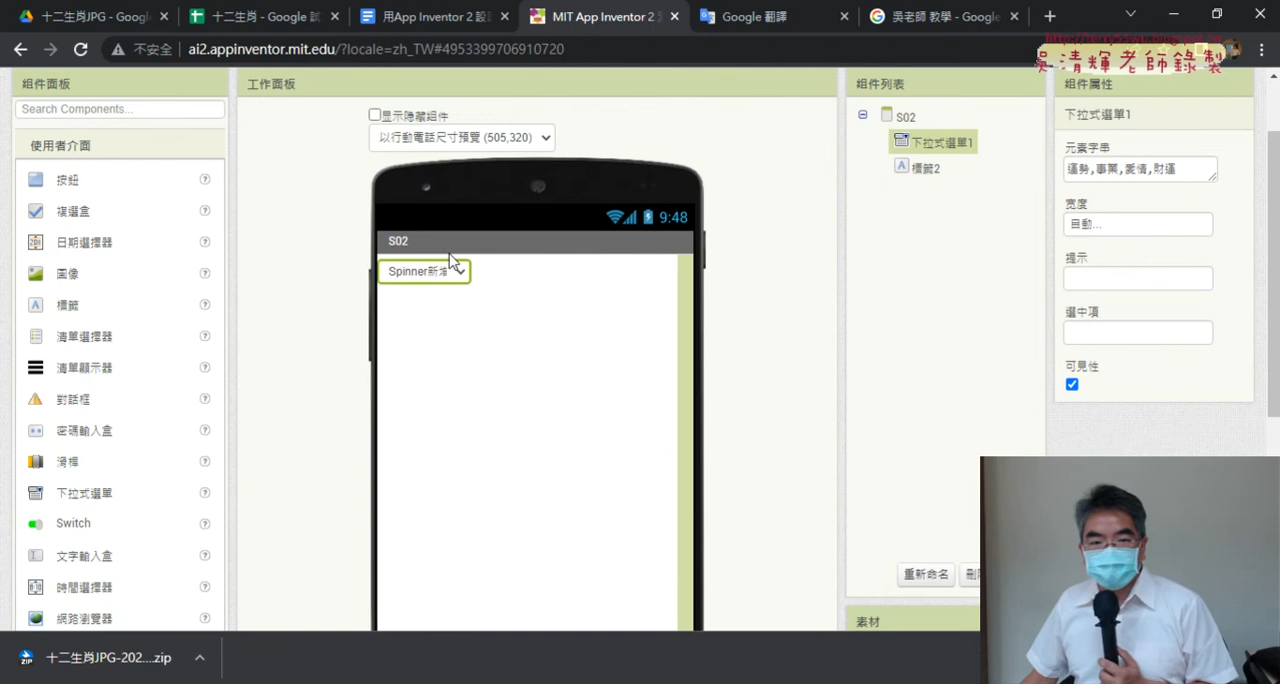 十二生肖JPG - Googl
十二生肖 - Google 試
用App Inventor 2 設
MIT App Inventor 2
Google 翻譯
吳老師 教學 - Google
不安全
ai2.appinventor.mit.edu/?locale=zh_TW#4953399706910720
吳清輝老師錄製
组件面板
工作面板
组件列表
组件属性
Search Components...
显示隐藏组件
S02
下拉式選單1
以行動電話尺寸預覽 (505,320)
使用者介面
下拉式選單1
元素字串
標籤2
運勢,事業,愛情,財運
按鈕
宽度
複選盒
9:48
自動...
日期選擇器
S02
提示
圖像
Spinner新增
標籤
選中項
清單選擇器
可見性
清單顯示器
對話框
密碼輸入盒
滑桿
下拉式選單
Switch
文字輸入盒
時間選擇器
重新命名
刪
網路瀏覽器
素材
十二生肖JPG-202....zip